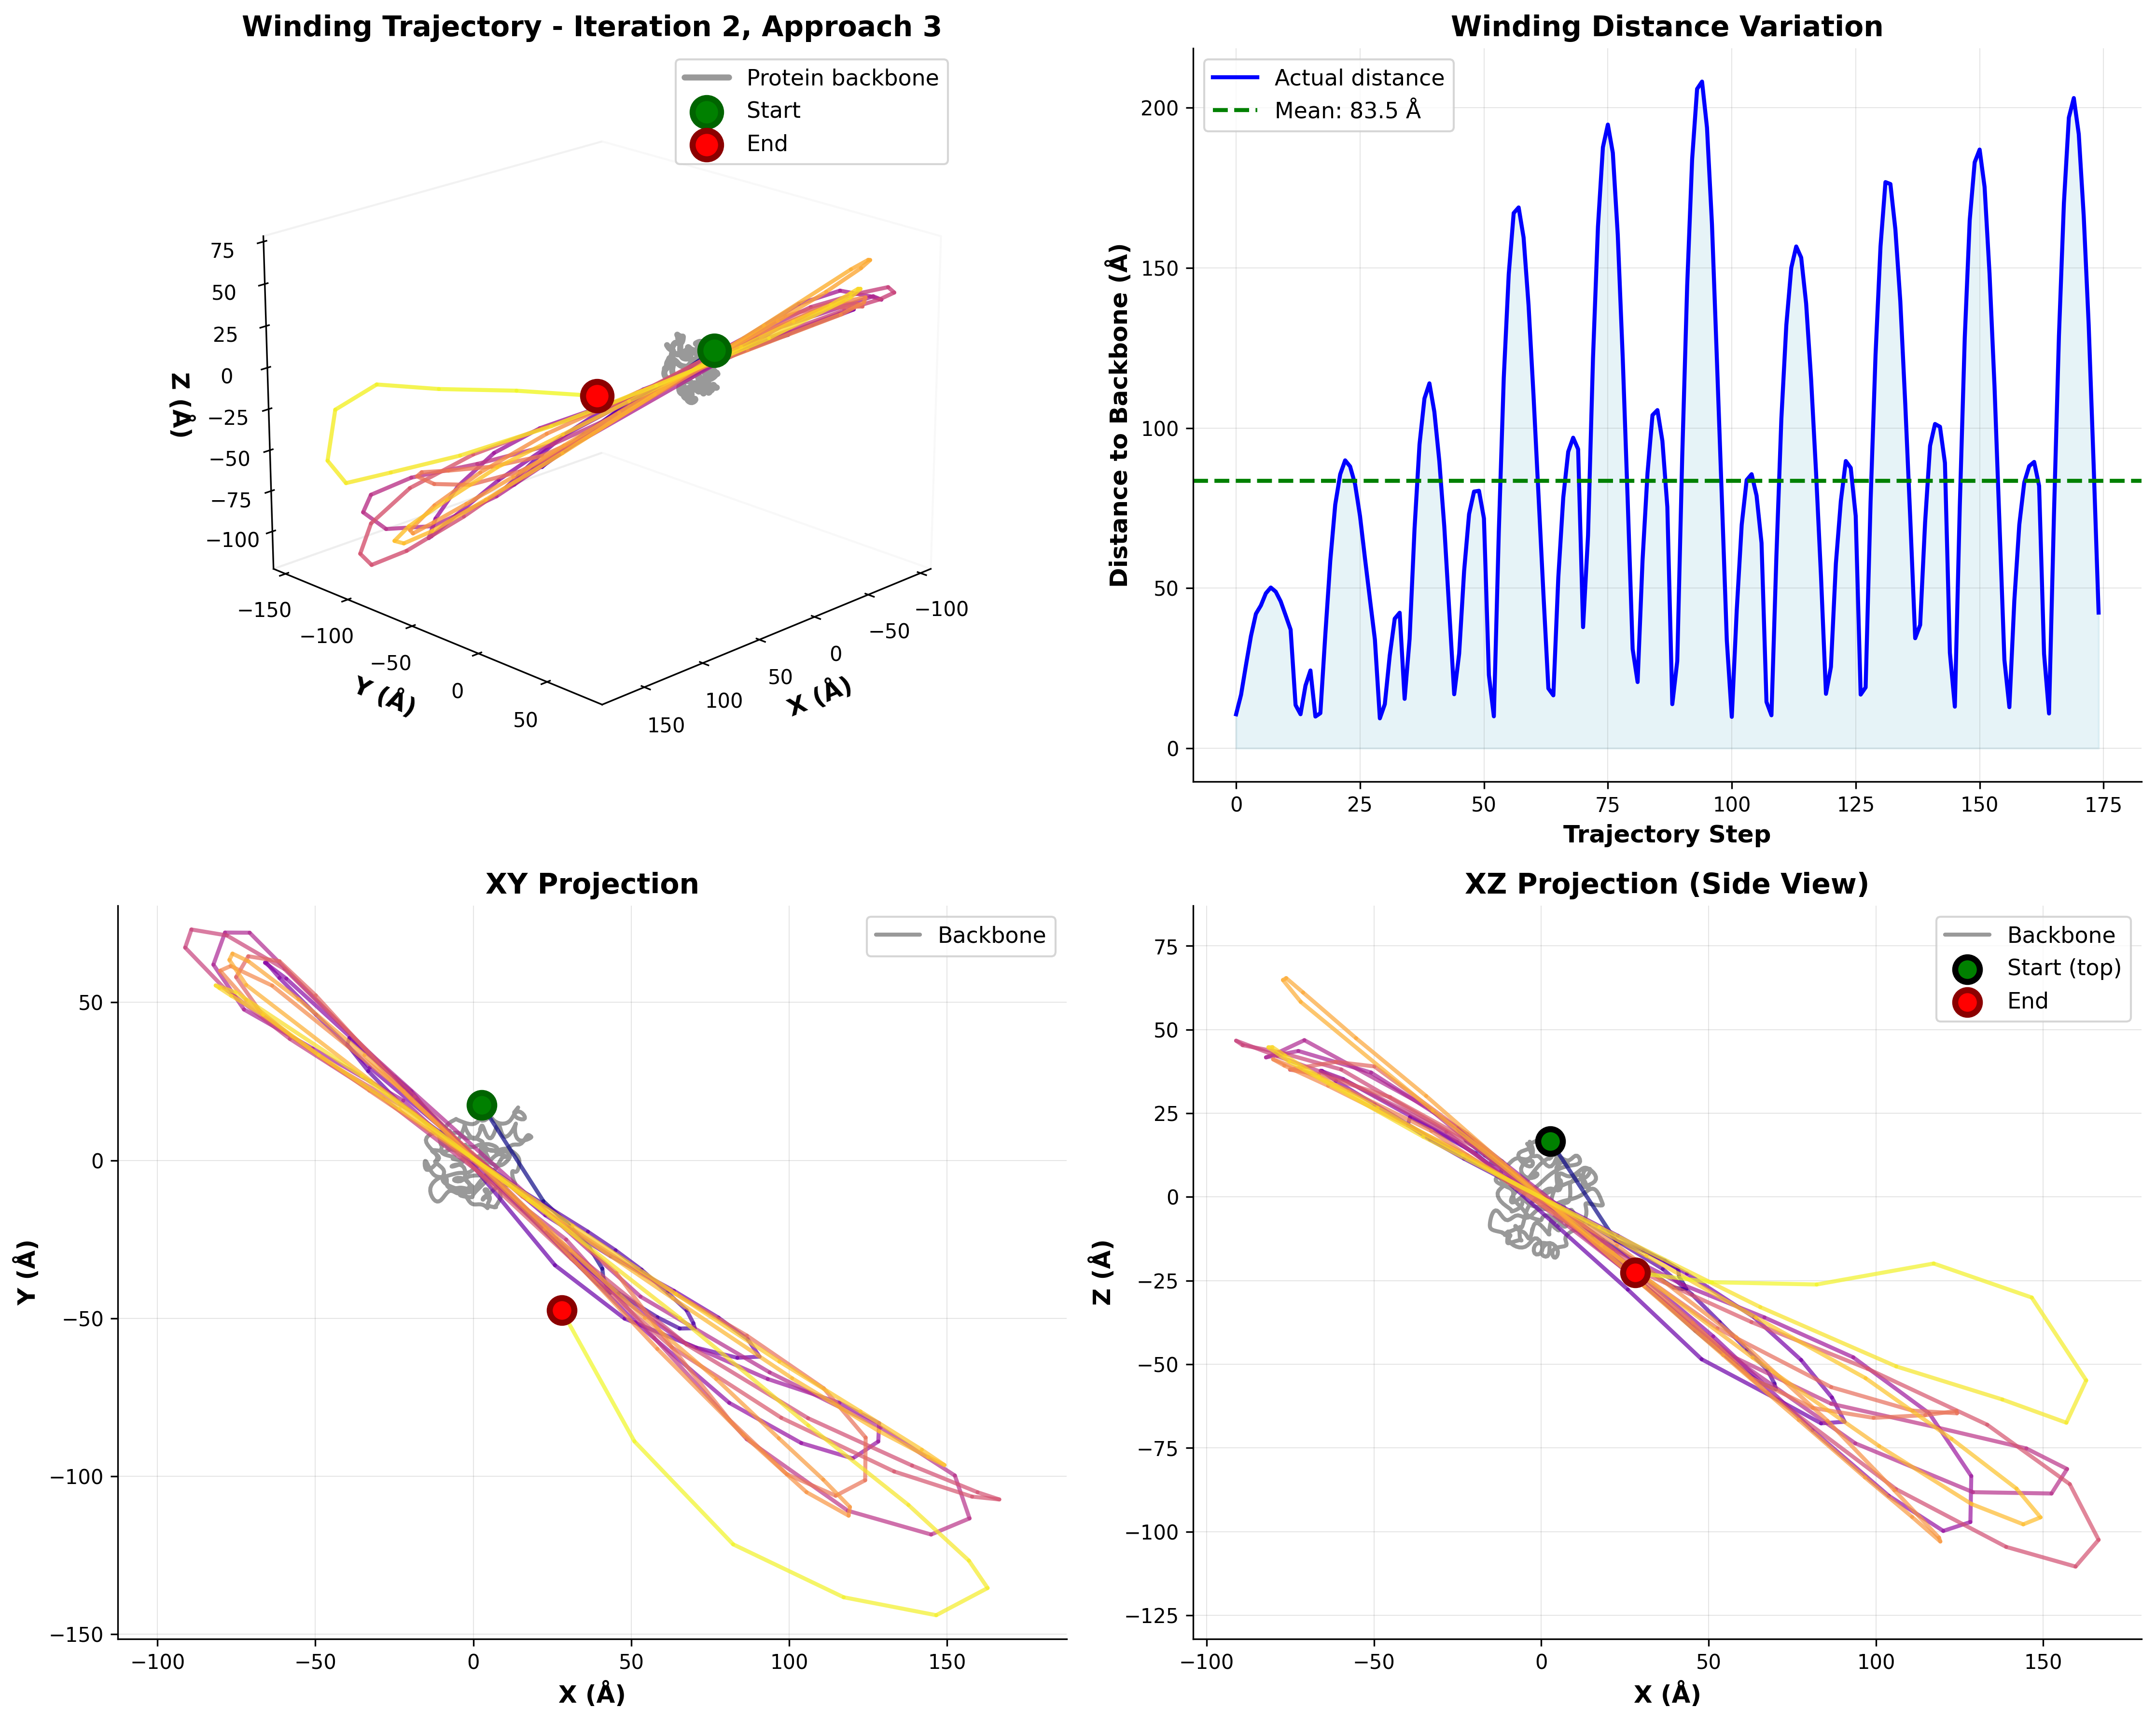 Winding Trajectory - Iteration 2, Approach 3
Protein backbone
Start
End
75
50
25
0
−25
−50
−75
−100
Z (Å)
−150
−100
−50
0
50
Y (Å)
150
100
50
0
−50
−100
X (Å)
Winding Distance Variation
Actual distance
Mean: 83.5 Å
200
150
100
50
0
Distance to Backbone (Å)
0
25
50
75
100
125
150
175
Trajectory Step
XY Projection
Backbone
50
0
−50
−100
−150
Y (Å)
−100
−50
0
50
100
150
X (Å)
XZ Projection (Side View)
Backbone
Start (top)
End
75
50
25
0
−25
−50
−75
−100
−125
Z (Å)
−100
−50
0
50
100
150
X (Å)